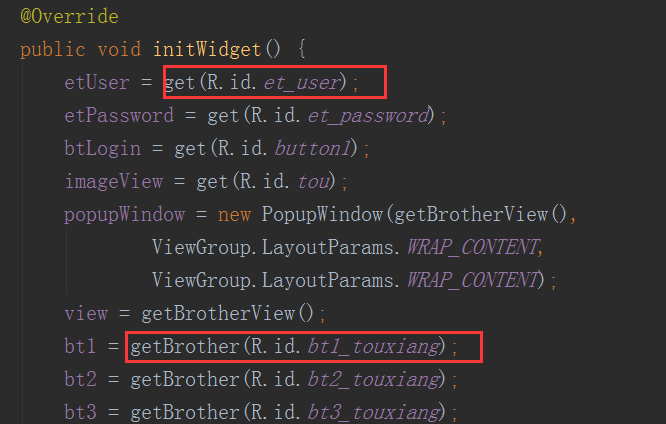 @Override
public void initWidget() {
etUser = get(R.id.et_user);
etPassword = get(R.id.et_password);
btLogin = get(R.id.button1);
imageView = get(R.id.tou);
popupWindow = new PopupWindow(getBrotherView(),
ViewGroup.LayoutParams.WRAP_CONTENT,
ViewGroup.LayoutParams.WRAP_CONTENT);
view = getBrotherView();
bt1 = getBrother(R.id.bt1_touxiang);
bt2 = getBrother(R.id.bt2_touxiang);
bt3 = getBrother(R.id.bt3_touxiang);